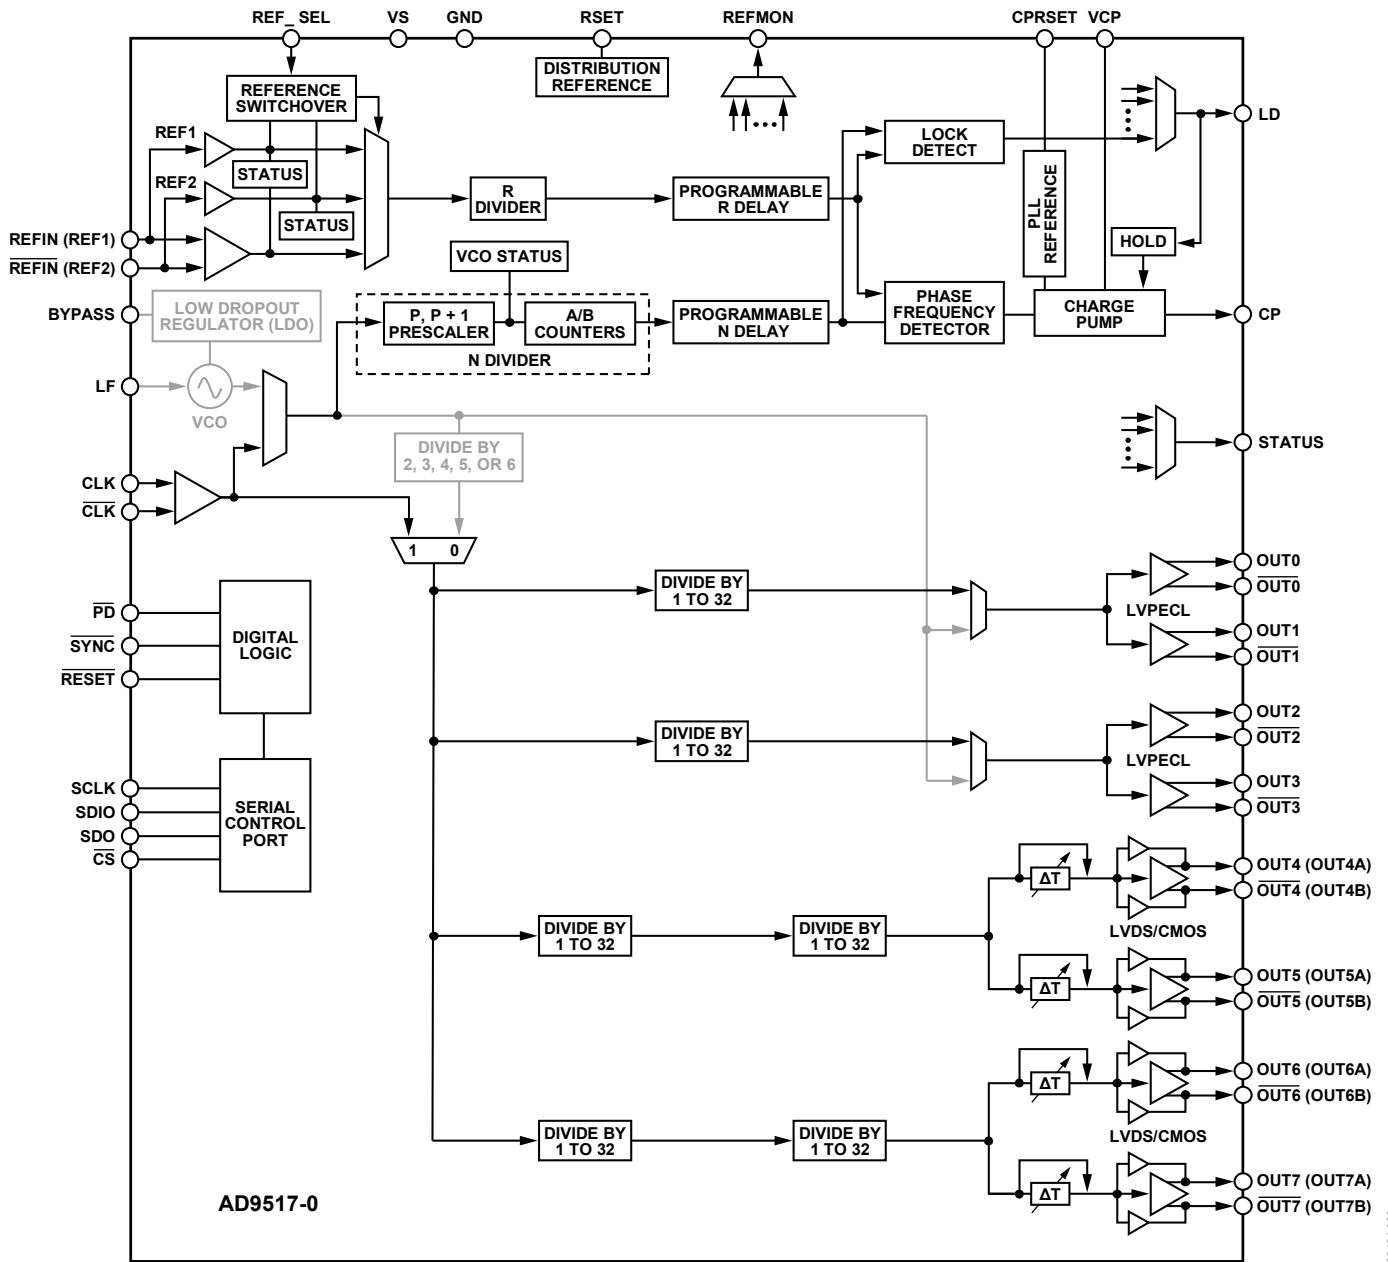 REF_ SEL
VS
GND
RSET
REFMON
CPRSET
VCP
DISTRIBUTION
REFERENCE
REFERENCE
SWITCHOVER
REF1
STATUS
REF2
STATUS
REFIN (REF1)
REFIN (REF2)
BYPASS
LOW DROPOUT
REGULATOR (LDO)
LF
VCO
R
DIVIDER
VCO STATUS
P, P + 1
PRESCALER
A/B
COUNTERS
N DIVIDER
PROGRAMMABLE
R DELAY
PROGRAMMABLE
N DELAY
LOCK
DETECT
PHASE
FREQUENCY
DETECTOR
PLL
REFERENCE
HOLD
CHARGE
PUMP
LD
CP
STATUS
DIVIDE BY
2, 3, 4, 5, OR 6
CLK
CLK
1 0
PD
SYNC
RESET
DIGITAL
LOGIC
SCLK
SDIO
SDO
CS
SERIAL
CONTROL
PORT
DIVIDE BY
1 TO 32
LVPECL
OUT0
OUT0
OUT1
OUT1
DIVIDE BY
1 TO 32
LVPECL
OUT2
OUT2
OUT3
OUT3
DIVIDE BY
1 TO 32
DIVIDE BY
1 TO 32
ΔT
ΔT
LVDS/CMOS
OUT4 (OUT4A)
OUT4 (OUT4B)
OUT5 (OUT5A)
OUT5 (OUT5B)
DIVIDE BY
1 TO 32
DIVIDE BY
1 TO 32
ΔT
ΔT
LVDS/CMOS
OUT6 (OUT6A)
OUT6 (OUT6B)
OUT7 (OUT7A)
OUT7 (OUT7B)
AD9517-0